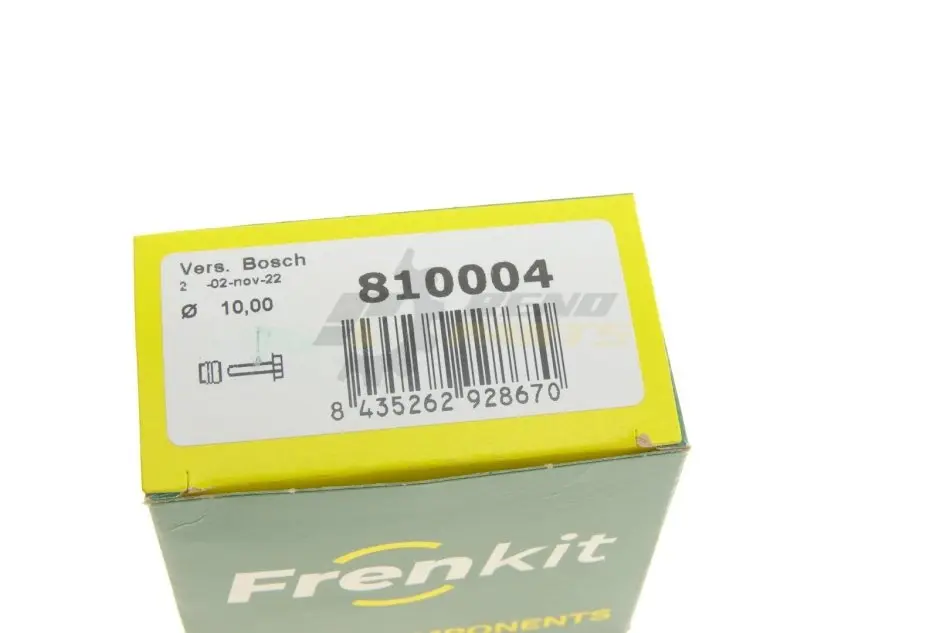 Vers. Bosch
2 -02-nov-22
Ø 10,00
810004
8 435262 928670
Frenkit